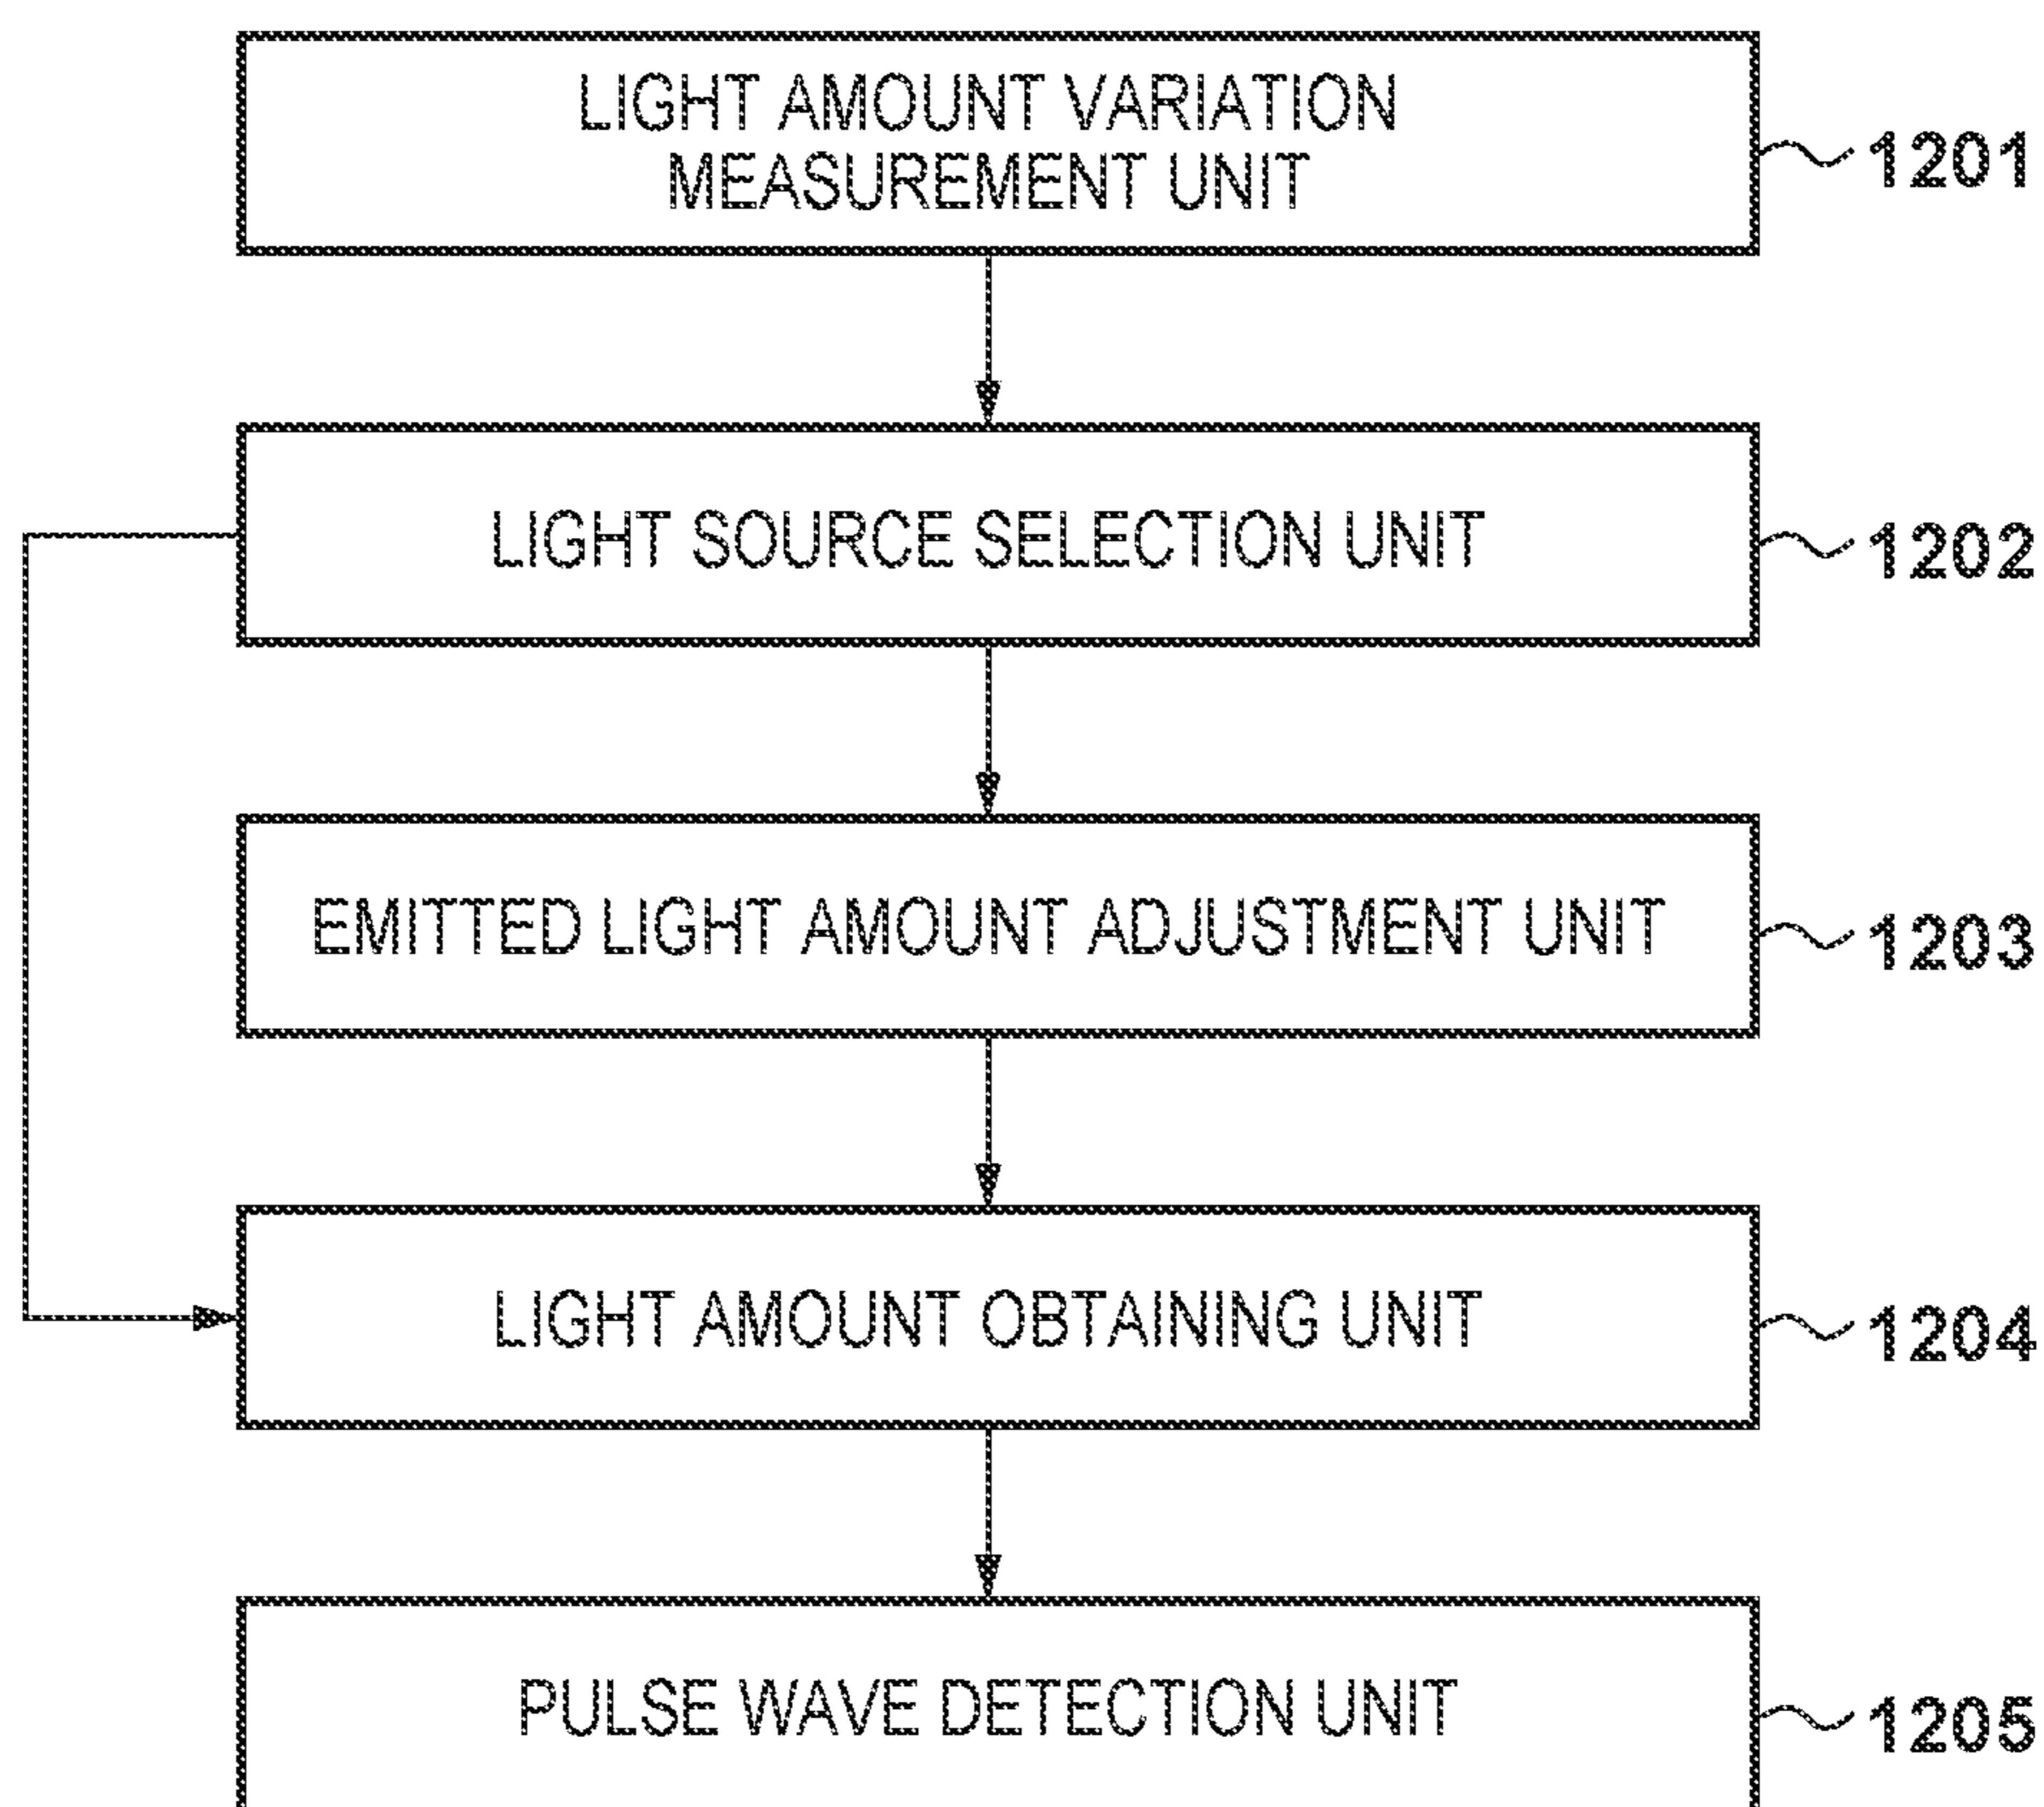 LIGHT AMOUNT VARIATION
MEASUREMENT UNIT
1201
LIGHT SOURCE SELECTION UNIT
1202
EMITTED LIGHT AMOUNT ADJUSTMENT UNIT
1203
LIGHT AMOUNT OBTAINING UNIT
1204
PULSE WAVE DETECTION UNIT
1205